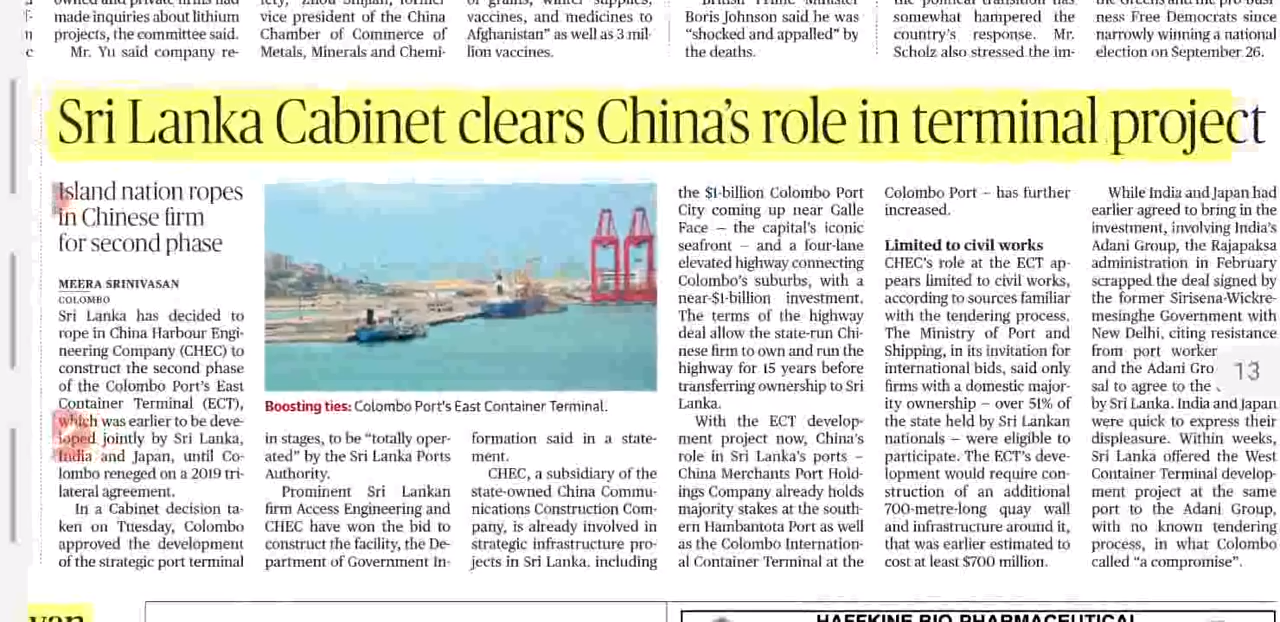 made inquiries about lithium
projects, the committee said.
Mr. Yu said company re-
vice president of the China
Chamber of Commerce of
Metals, Minerals and Chemi-
vaccines, and medicines to
Afghanistan" as well as 3 mil-
lion vaccines.
Boris Johnson said he was
"shocked and appalled" by
the deaths.
somewhat hampered the
country's response. Mr.
Scholz also stressed the im-
ness Free Democrats since
narrowly winning a national
election on September 26.
Sri Lanka Cabinet clears China's role in terminal project
Island nation ropes
in Chinese firm
for second phase
MEERA SRINIVASAN
COLOMBO
Sri Lanka has decided to
rope in China Harbour Engi-
neering Company (CHEC) to
construct the second phase
of the Colombo Port's East
Container Terminal (ECT),
which was earlier to be deve-
loped jointly by Sri Lanka,
India and Japan, until Co-
lombo reneged on a 2019 tri-
lateral agreement.
In a Cabinet decision ta-
ken on Tuesday, Colombo
approved the development
of the strategic port terminal
Boosting ties: Colombo Port's East Container Terminal.
in stages, to be "totally oper-
ated" by the Sri Lanka Ports
Authority.
Prominent Sri Lankan
firm Access Engineering and
CHEC have won the bid to
construct the facility, the De-
partment of Government In-
formation said in a state-
ment.
CHEC, a subsidiary of the
state-owned China Commu-
nications Construction Com-
pany, is already involved in
strategic infrastructure pro-
jects in Sri Lanka, including
the $1-billion Colombo Port
City coming up near Galle
Face – the capital's iconic
seafront – and a four-lane
elevated highway connecting
Colombo's suburbs, with a
near-$1-billion investment.
The terms of the highway
deal allow the state-run Chi-
nese firm to own and run the
highway for 15 years before
transferring ownership to Sri
Lanka.
With the ECT develop-
ment project now, China's
role in Sri Lanka's ports –
China Merchants Port Hold-
ings Company already holds
majority stakes at the south-
ern Hambantota Port as well
as the Colombo Internation-
al Container Terminal at the
Colombo Port – has further
increased.
Limited to civil works
CHEC's role at the ECT ap-
pears limited to civil works,
according to sources familiar
with the tendering process.
The Ministry of Port and
Shipping, in its invitation for
international bids, said only
firms with a domestic major-
ity ownership – over 51% of
the state held by Sri Lankan
nationals – were eligible to
participate. The ECT's deve-
lopment would require con-
struction of an additional
700-metre-long quay wall
and infrastructure around it,
that was earlier estimated to
cost at least $700 million.
While India and Japan had
earlier agreed to bring in the
investment, involving India's
Adani Group, the Rajapaksa
administration in February
scrapped the deal signed by
the former Sirisena-Wickre-
mesinghe Government with
New Delhi, citing resistance
from port worker
and the Adani Gro
sal to agree to the
by Sri Lanka. India and Japan
were quick to express their
displeasure. Within weeks,
Sri Lanka offered the West
Container Terminal develop-
ment project at the same
port to the Adani Group,
with no known tendering
process, in what Colombo
called "a compromise".
13
HAFFKINE BIO PHARMACEUTICAL